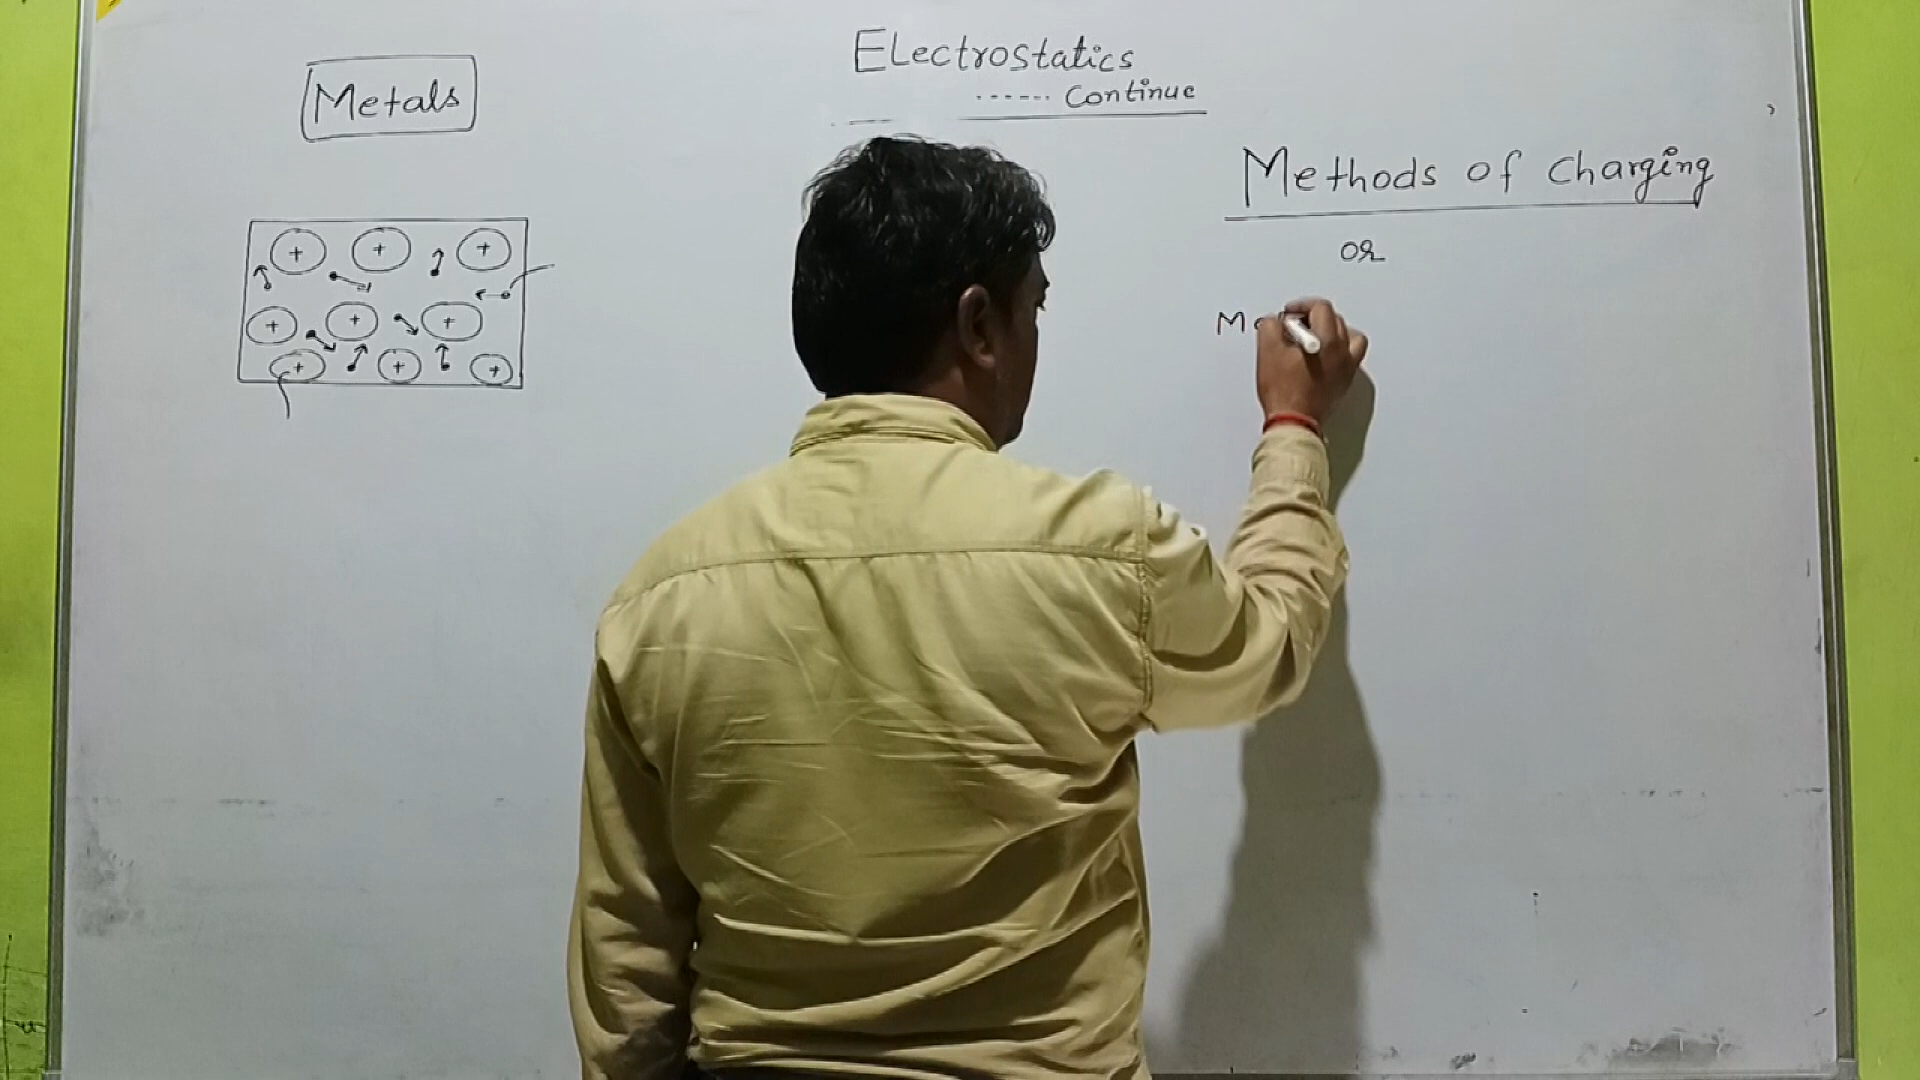 Electrostatics
...... Continue
Metals
+ + +
+ + +
+ + +
Methods of Charging
or